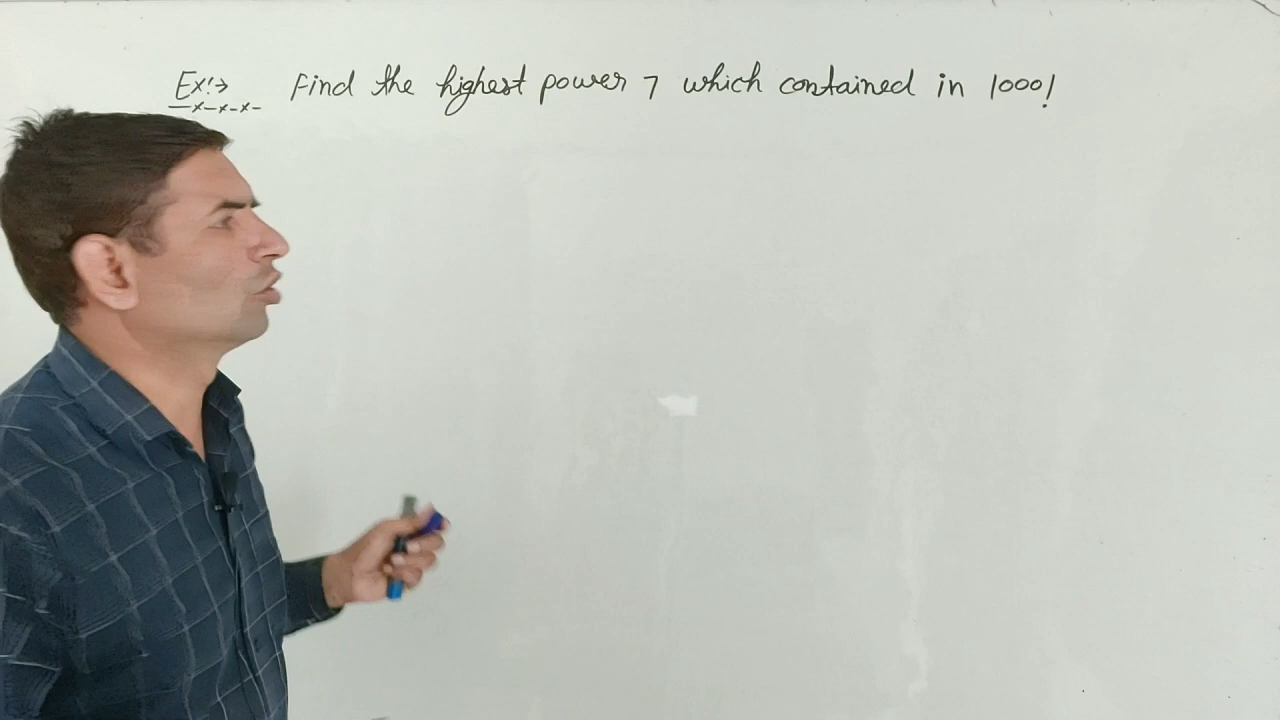 Ex:→ Find the highest power 7 which contained in 1000!